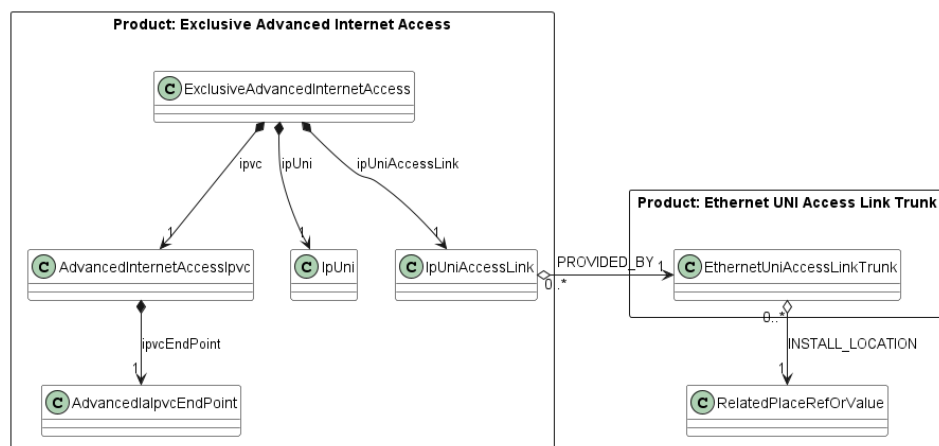 Product: Exclusive Advanced Internet Access
C ExclusiveAdvancedInternetAccess
ipvc
ipUni
ipUniAccessLink
Product: Ethernet UNI Access Link Trunk
1
1
1
C AdvancedInternetAccessIpvc
C IpUni
C IpUniAccessLink
PROVIDED_BY
0..*
1
C EthernetUniAccessLinkTrunk
0..*
ipvcEndPoint
INSTALL_LOCATION
1
1
C AdvancedIaIpvcEndPoint
C RelatedPlaceRefOrValue